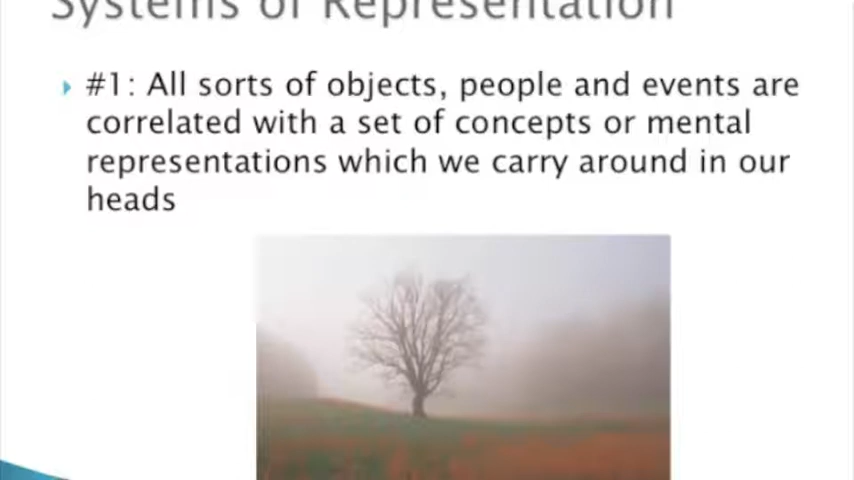 Systems of Representation
#1: All sorts of objects, people and events are
correlated with a set of concepts or mental
representations which we carry around in our
heads